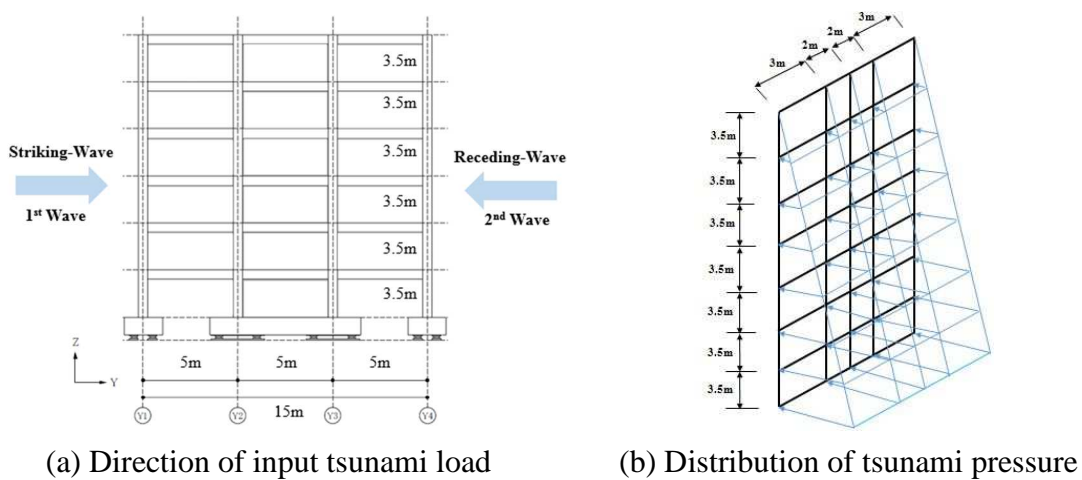 3.5m
3.5m
3.5m
3.5m
3.5m
3.5m
Striking-Wave
1st Wave
Receding-Wave
2nd Wave
Z
Y
5m
5m
5m
15m
Y1
Y2
Y3
Y4
3m
2m
2m
3m
3.5m
3.5m
3.5m
3.5m
3.5m
3.5m
3.5m
(a) Direction of input tsunami load
(b) Distribution of tsunami pressure